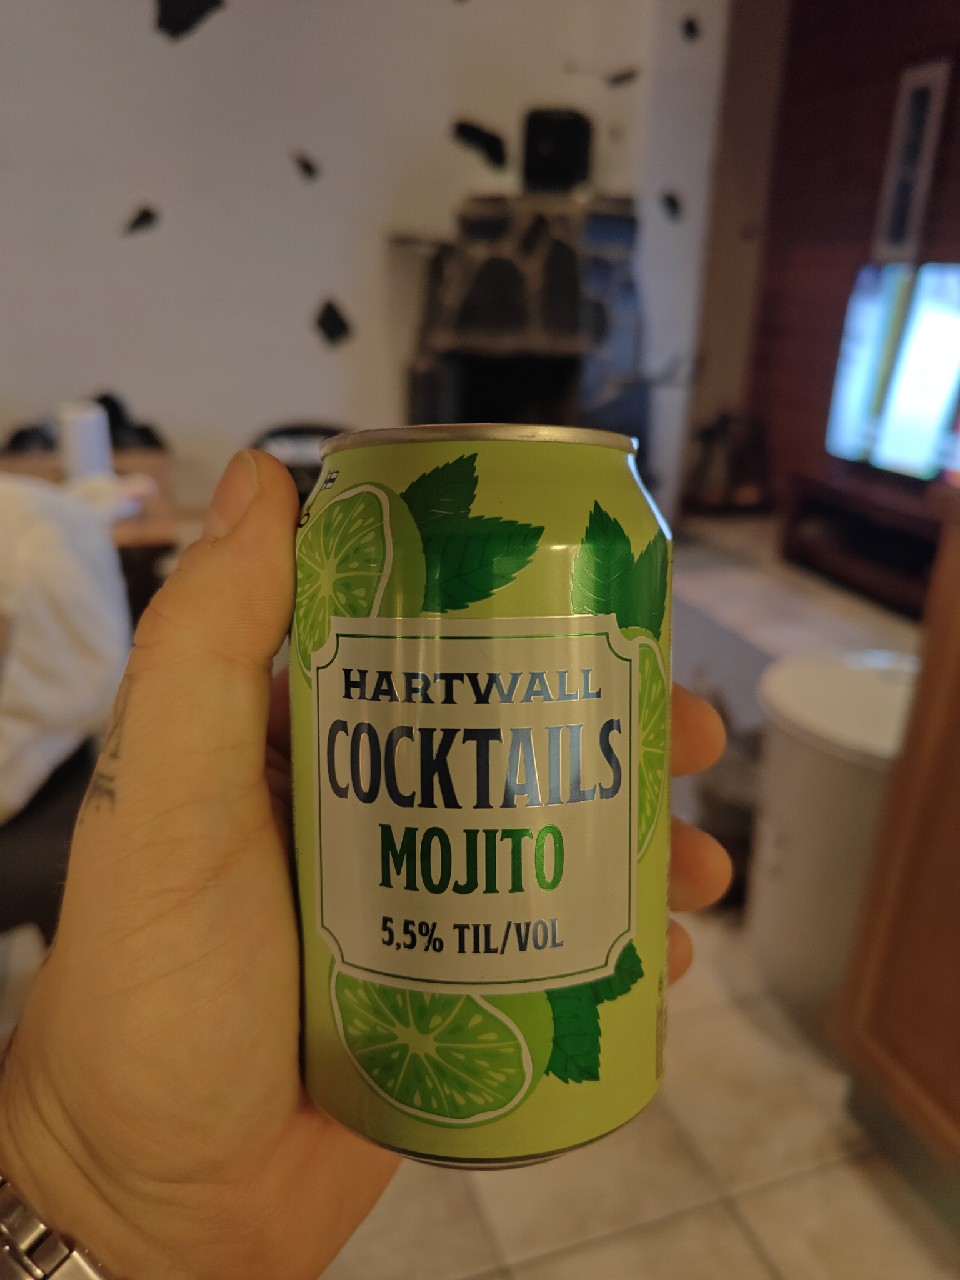 HARTWALL
COCKTAILS
MOJITO
5,5% TIL/VOL